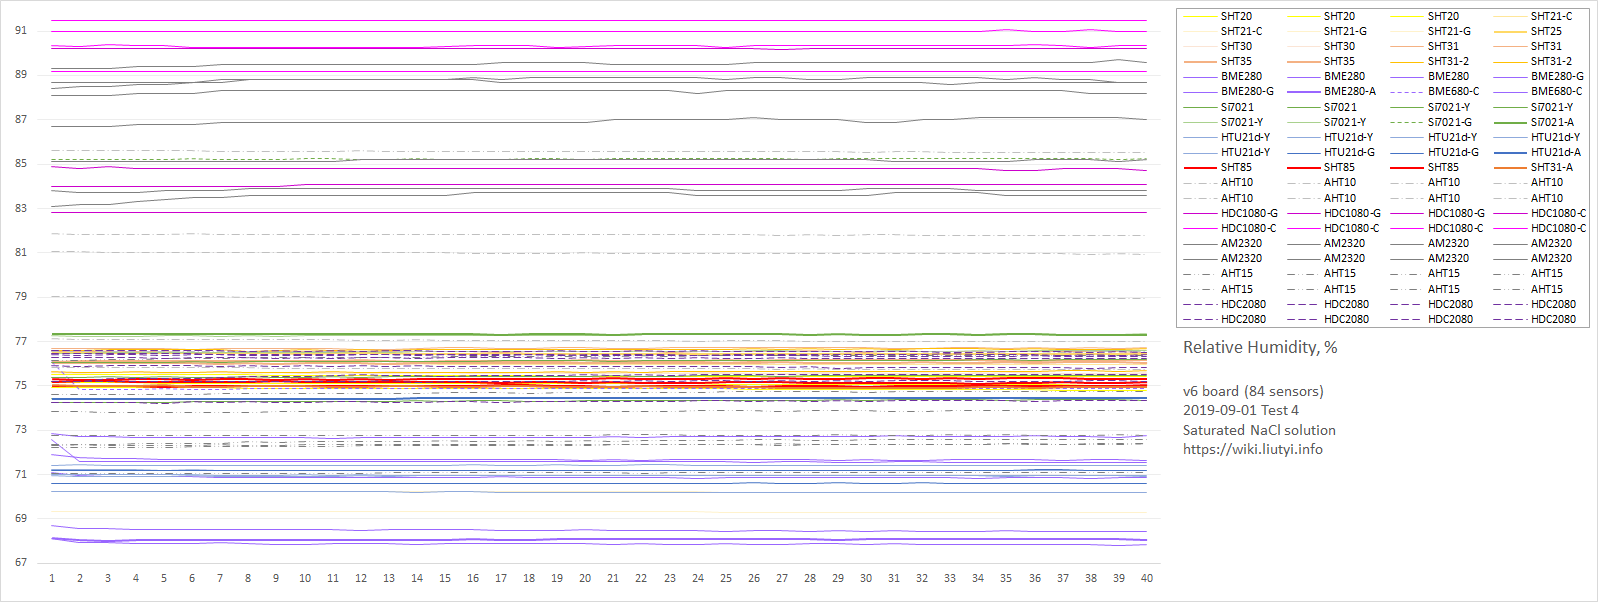 91
89
87
85
83
81
79
77
75
73
71
69
67
1 2 3 4 5 6 7 8 9 10 11 12 13 14 15 16 17 18 19 20 21 22 23 24 25 26 27 28 29 30 31 32 33 34 35 36 37 38 39 40
SHT20 SHT20 SHT20 SHT21-C
SHT21-C SHT21-G SHT21-G SHT25
SHT30 SHT30 SHT31 SHT31
SHT35 SHT35 SHT31-2 SHT31-2
BME280 BME280 BME280 BME280-G
BME280-G BME280-A BME680-C BME680-C
Si7021 Si7021 Si7021-Y Si7021-Y
Si7021-Y Si7021-Y Si7021-G Si7021-A
HTU21d-Y HTU21d-Y HTU21d-Y HTU21d-Y
HTU21d-Y HTU21d-G HTU21d-G HTU21d-A
SHT85 SHT85 SHT85 SHT31-A
AHT10 AHT10 AHT10 AHT10
AHT10 AHT10 AHT10 AHT10
HDC1080-G HDC1080-G HDC1080-G HDC1080-C
HDC1080-C HDC1080-C HDC1080-C HDC1080-C
AM2320 AM2320 AM2320 AM2320
AM2320 AM2320 AM2320 AM2320
AHT15 AHT15 AHT15 AHT15
AHT15 AHT15 AHT15 AHT15
HDC2080 HDC2080 HDC2080 HDC2080
HDC2080 HDC2080 HDC2080 HDC2080
Relative Humidity, %
v6 board (84 sensors)
2019-09-01 Test 4
Saturated NaCl solution
https://wiki.liutyi.info